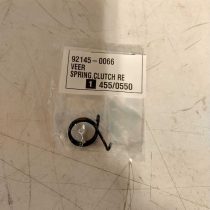 92145-0066
VEER
SPRING,CLUTCH RE
1 455/0550